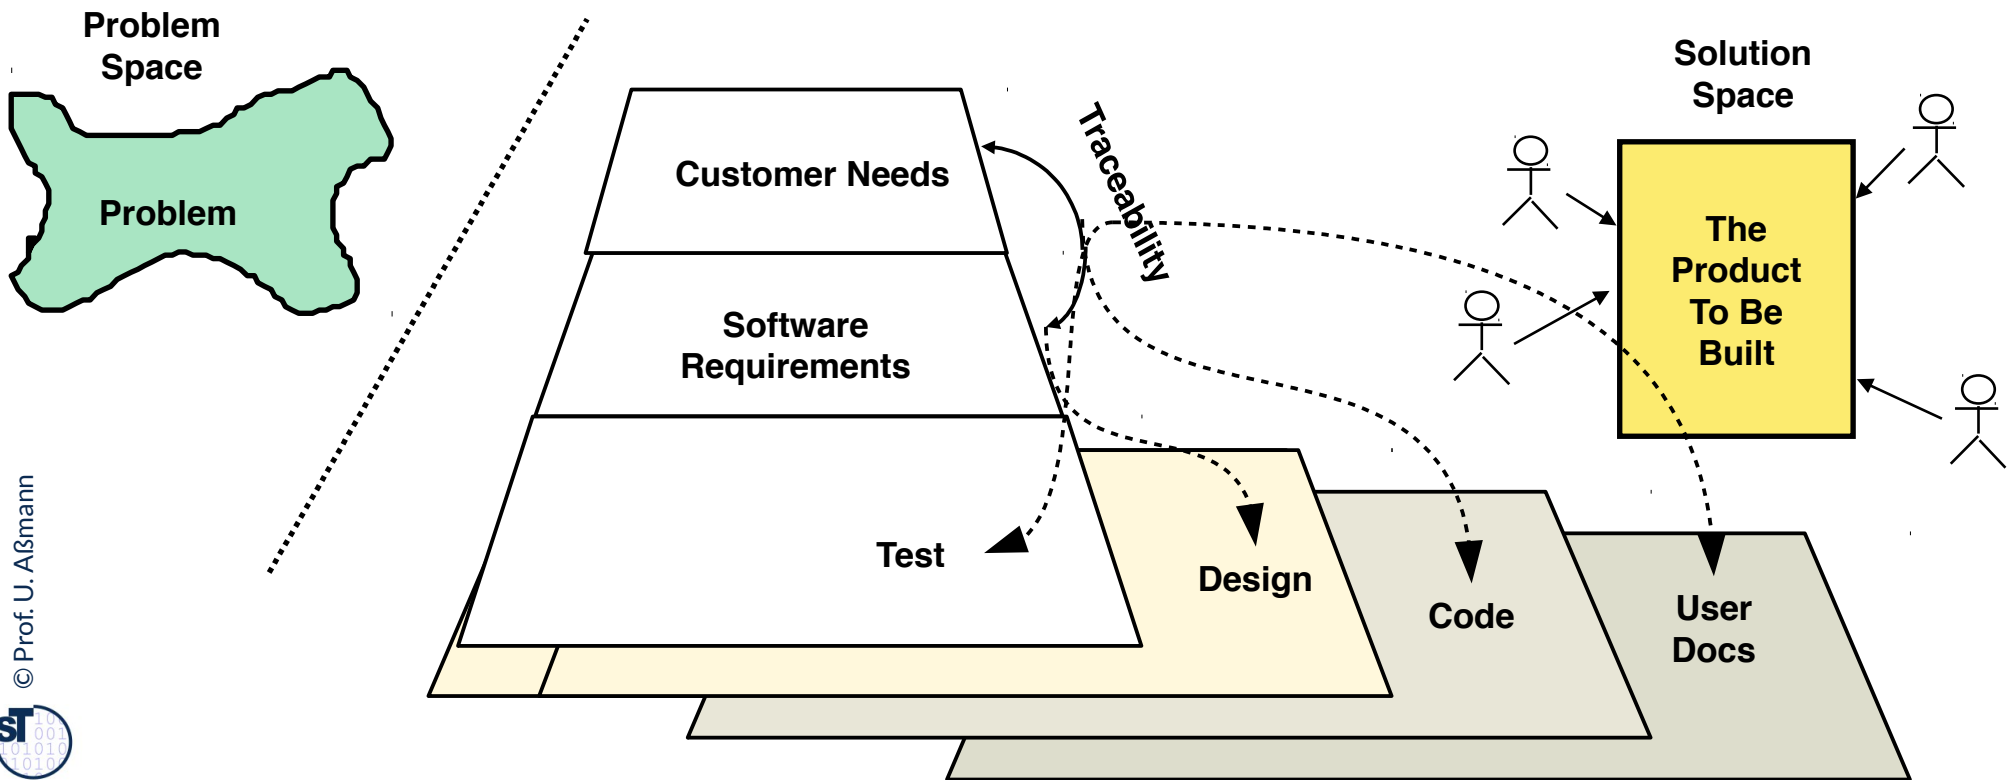 Problem
Space
Problem
Customer Needs
Software
Requirements
Traceability
Test
Design
Code
User
Docs
Solution
Space
The
Product
To Be
Built
© Prof. U. Aßmann
ST